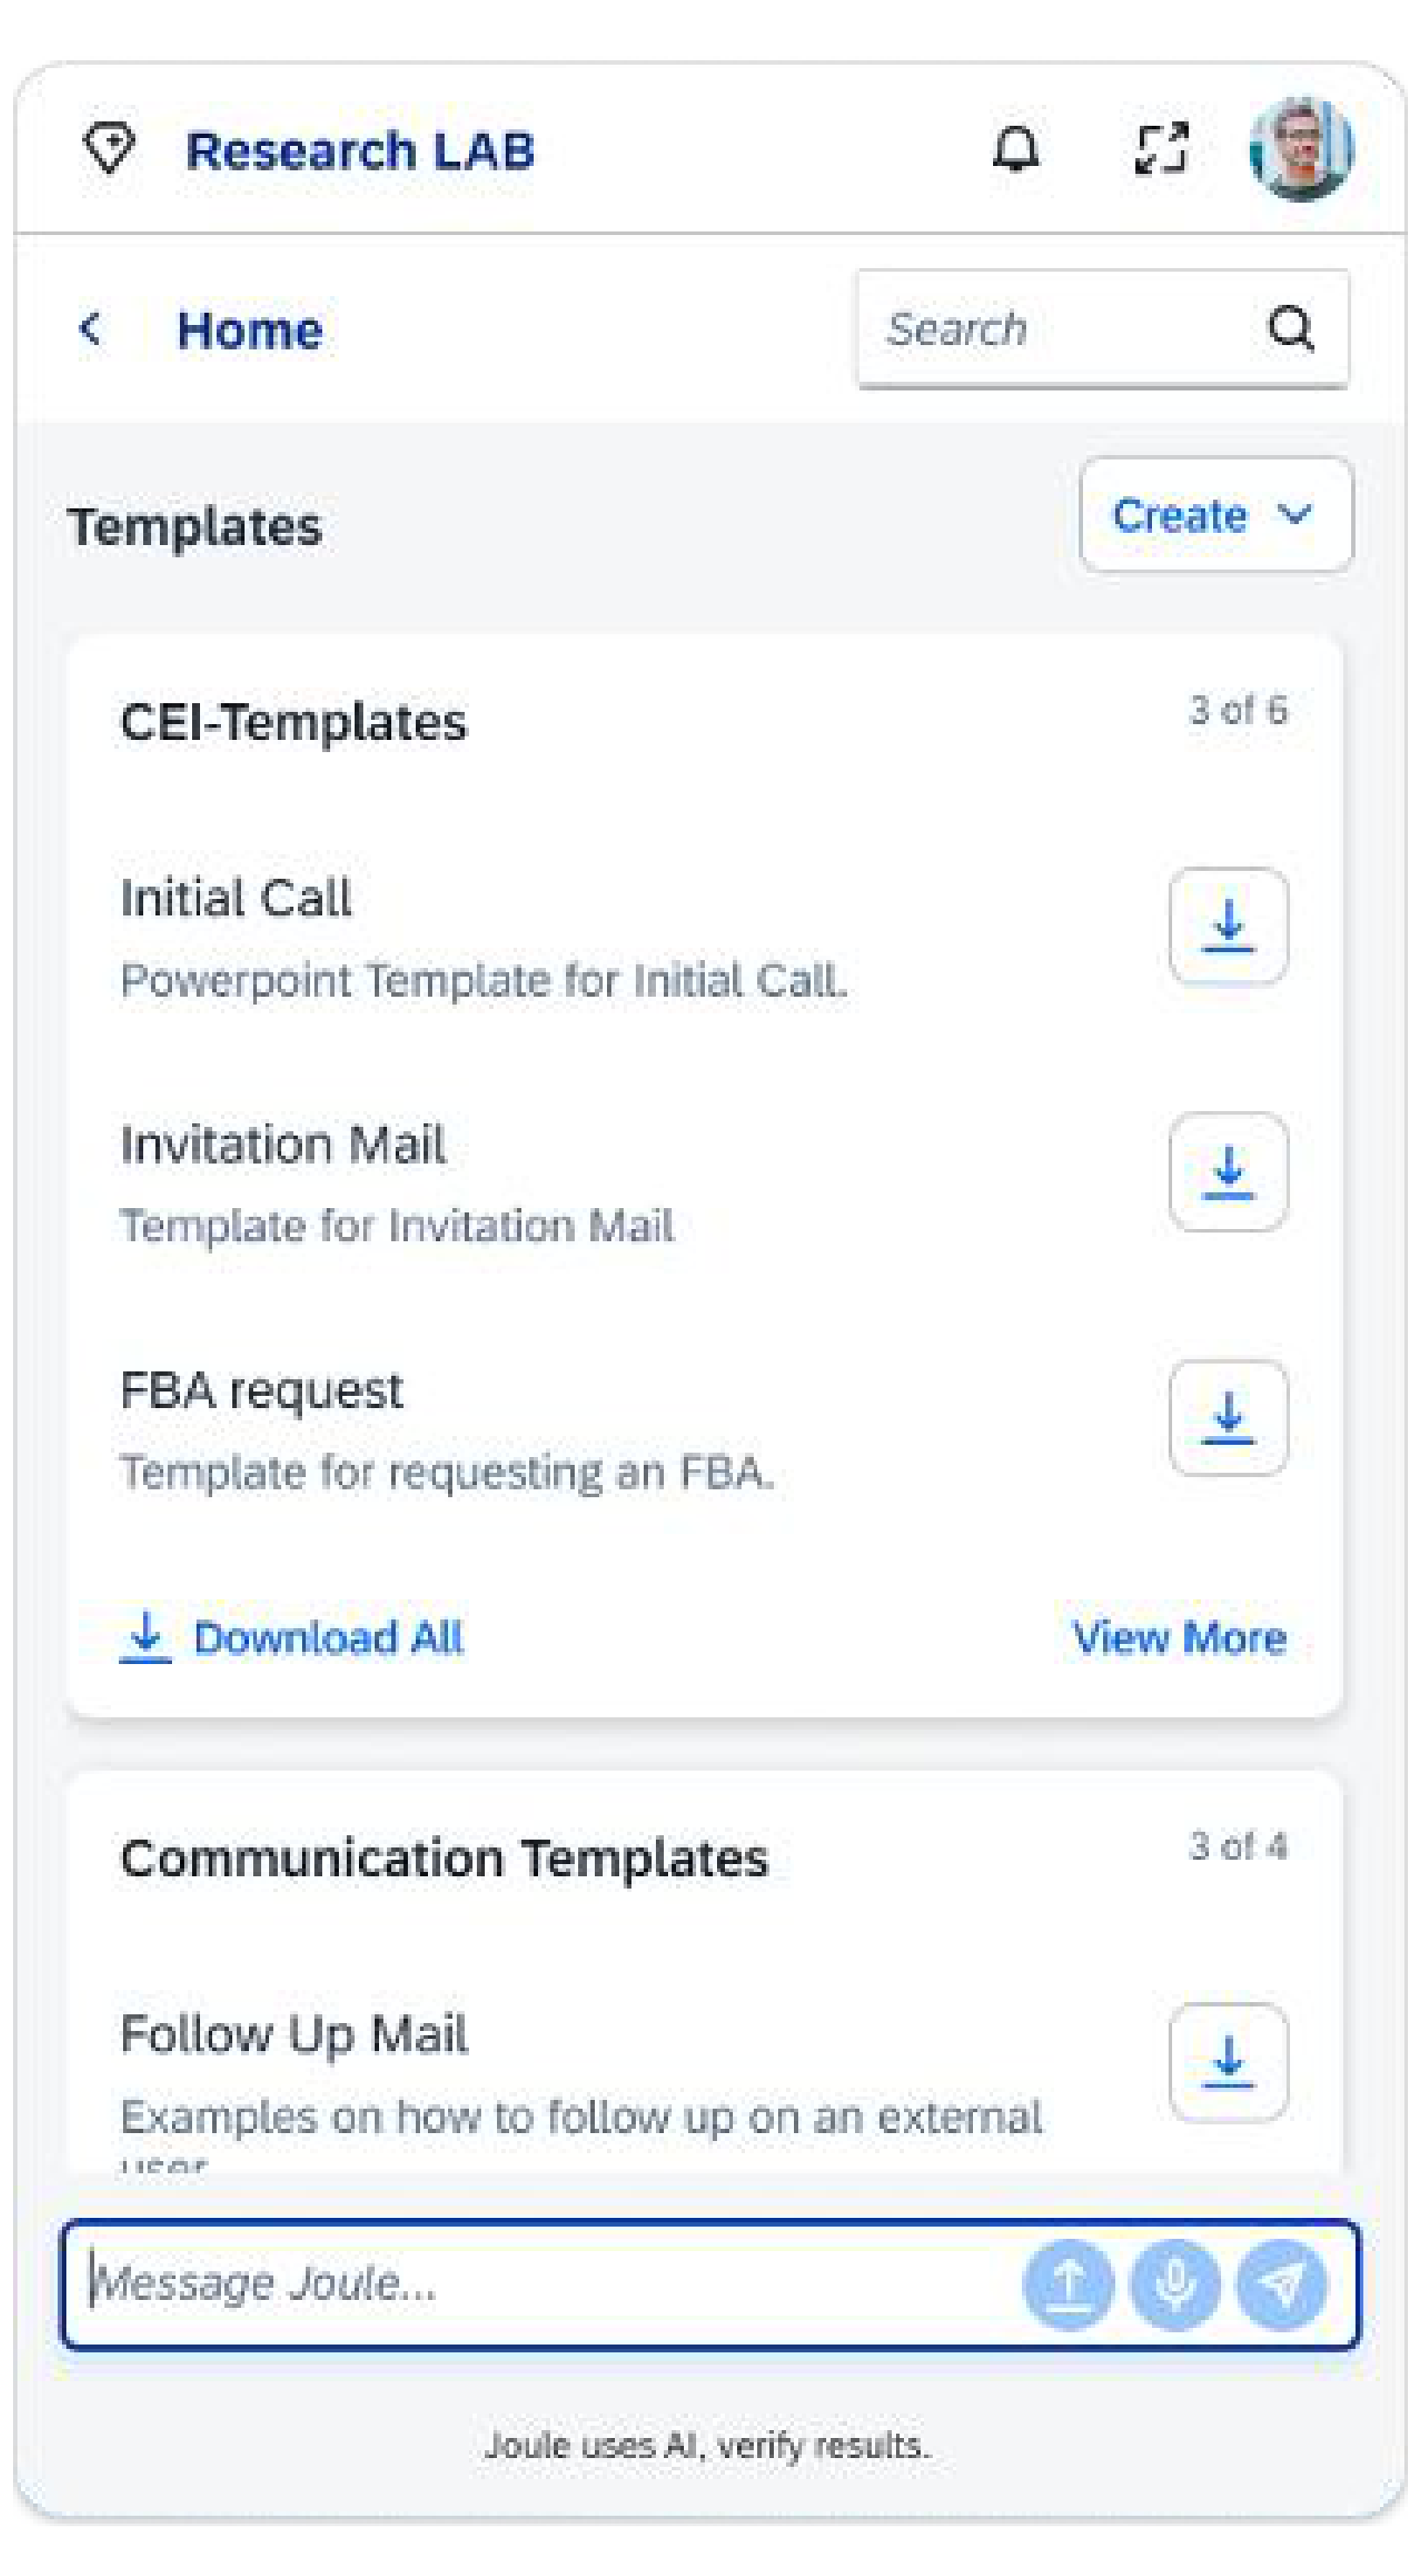 Research LAB
Home
Search
Templates
Create
CEI-Templates
3 of 6
Initial Call
Powerpoint Template for Initial Call.
Invitation Mail
Template for Invitation Mail
FBA request
Template for requesting an FBA.
Download All
View More
Communication Templates
3 of 4
Follow Up Mail
Examples on how to follow up on an external
user
Message Joule...
Joule uses AI, verify results.